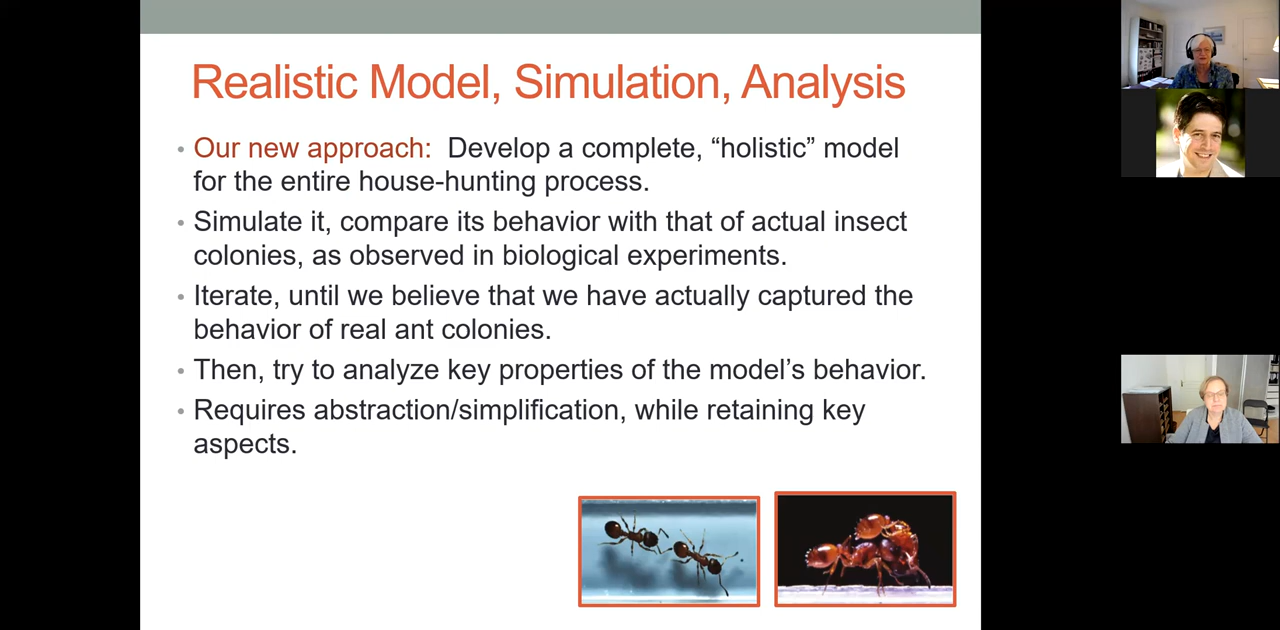 Realistic Model, Simulation, Analysis
• Our new approach: Develop a complete, “holistic” model
for the entire house-hunting process.
• Simulate it, compare its behavior with that of actual insect
colonies, as observed in biological experiments.
• Iterate, until we believe that we have actually captured the
behavior of real ant colonies.
• Then, try to analyze key properties of the model’s behavior.
• Requires abstraction/simplification, while retaining key
aspects.